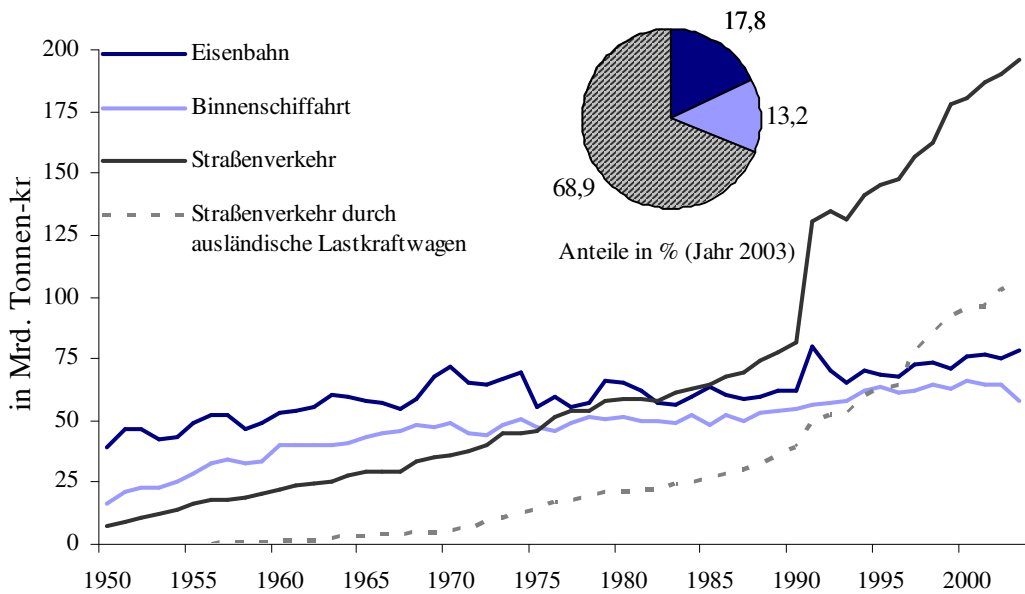 in Mrd. Tonnen-kr
200
175
150
125
100
75
50
25
0
Eisenbahn
Binnenschiffahrt
Straßenverkehr
Straßenverkehr durch
ausländische Lastkraftwagen
17,8
13,2
68,9
Anteile in % (Jahr 2003)
1950 1955 1960 1965 1970 1975 1980 1985 1990 1995 2000